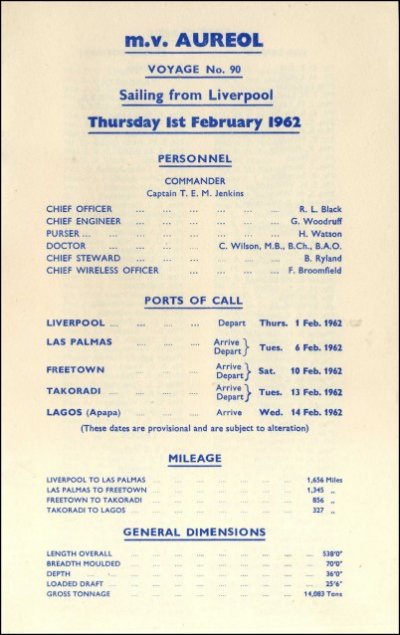 m.v. AUREOL
VOYAGE No. 90
Sailing from Liverpool
Thursday 1st February 1962
PERSONNEL
COMMANDER
Captain T. E. M. Jenkins
CHIEF OFFICER ... ... ... ... ... ... R. L. Black
CHIEF ENGINEER ... ... ... ... ... ... G. Woodruff
PURSER ... ... ... ... ... ... ... H. Watson
DOCTOR ... ... ... C. Wilson, M.B., B.Ch., B.A.O.
CHIEF STEWARD ... ... ... ... ... ... B. Ryland
CHIEF WIRELESS OFFICER ... ... ... ... F. Broomfield
PORTS OF CALL
LIVERPOOL ... ... ... Depart Thurs. 1 Feb. 1962
LAS PALMAS ... ... Arrive Depart } Tues. 6 Feb. 1962
FREETOWN ... ... ... Arrive Depart } Sat. 10 Feb. 1962
TAKORADI ... ... ... Arrive Depart } Tues. 13 Feb. 1962
LAGOS (Apapa) ... ... Arrive Wed. 14 Feb. 1962
(These dates are provisional and are subject to alteration)
MILEAGE
LIVERPOOL TO LAS PALMAS ... ... ... ... ... ... 1,656 Miles
LAS PALMAS TO FREETOWN ... ... ... ... ... ... 1,345 „
FREETOWN TO TAKORADI ... ... ... ... ... ... 856 „
TAKORADI TO LAGOS ... ... ... ... ... ... ... 327 „
GENERAL DIMENSIONS
LENGTH OVERALL ... ... ... ... ... ... ... 538'0"
BREADTH MOULDED ... ... ... ... ... ... ... 70'0"
DEPTH ... ... ... ... ... ... ... ... 36'0"
LOADED DRAFT ... ... ... ... ... ... ... 25'6"
GROSS TONNAGE ... ... ... ... ... ... 14,083 Tons